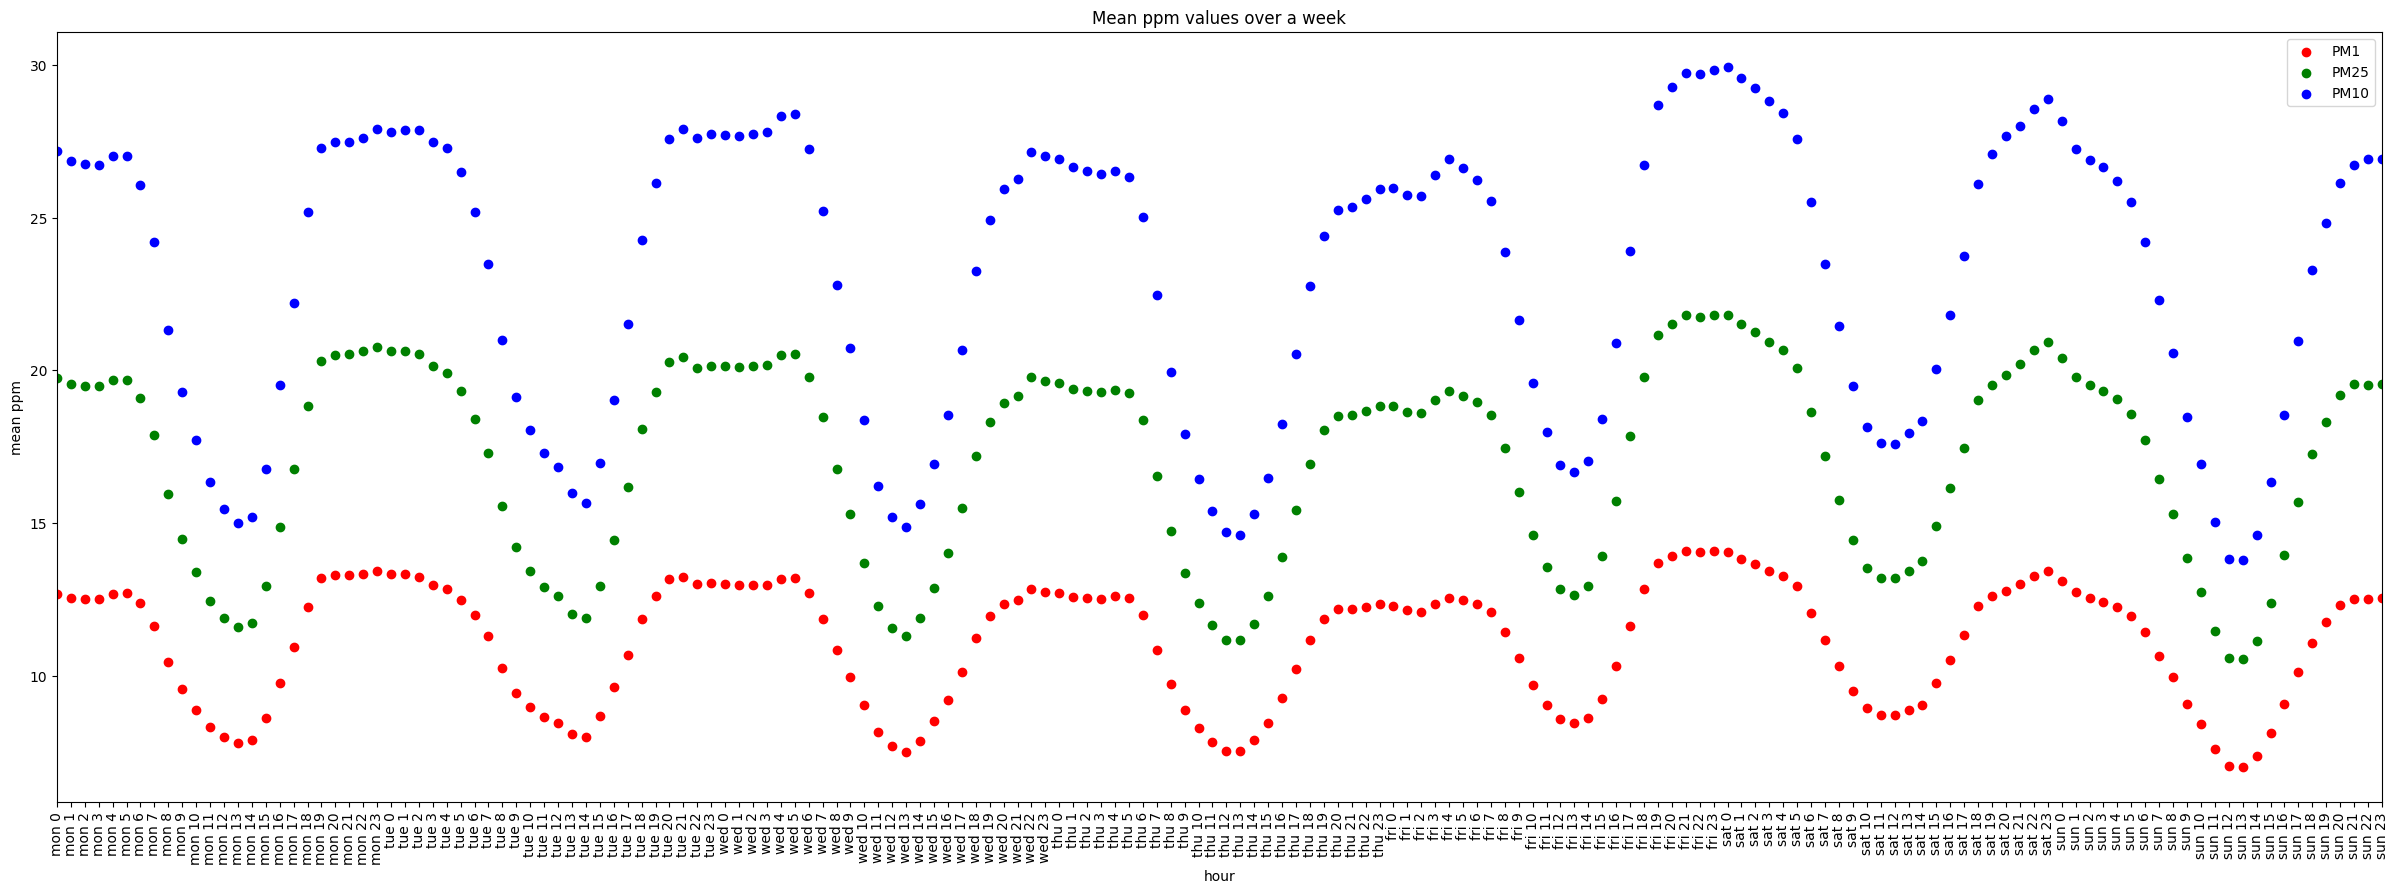 Mean ppm values over a week
PM1
PM25
PM10
30
25
20
15
10
mean ppm
mon 0
mon 1
mon 2
mon 3
mon 4
mon 5
mon 6
mon 7
mon 8
mon 9
mon 10
mon 11
mon 12
mon 13
mon 14
mon 15
mon 16
mon 17
mon 18
mon 19
mon 20
mon 21
mon 22
mon 23
tue 0
tue 1
tue 2
tue 3
tue 4
tue 5
tue 6
tue 7
tue 8
tue 9
tue 10
tue 11
tue 12
tue 13
tue 14
tue 15
tue 16
tue 17
tue 18
tue 19
tue 20
tue 21
tue 22
tue 23
wed 0
wed 1
wed 2
wed 3
wed 4
wed 5
wed 6
wed 7
wed 8
wed 9
wed 10
wed 11
wed 12
wed 13
wed 14
wed 15
wed 16
wed 17
wed 18
wed 19
wed 20
wed 21
wed 22
wed 23
thu 0
thu 1
thu 2
thu 3
thu 4
thu 5
thu 6
thu 7
thu 8
thu 9
thu 10
thu 11
thu 12
thu 13
thu 14
thu 15
thu 16
thu 17
thu 18
thu 19
thu 20
thu 21
thu 22
thu 23
fri 0
fri 1
fri 2
fri 3
fri 4
fri 5
fri 6
fri 7
fri 8
fri 9
fri 10
fri 11
fri 12
fri 13
fri 14
fri 15
fri 16
fri 17
fri 18
fri 19
fri 20
fri 21
fri 22
fri 23
sat 0
sat 1
sat 2
sat 3
sat 4
sat 5
sat 6
sat 7
sat 8
sat 9
sat 10
sat 11
sat 12
sat 13
sat 14
sat 15
sat 16
sat 17
sat 18
sat 19
sat 20
sat 21
sat 22
sat 23
sun 0
sun 1
sun 2
sun 3
sun 4
sun 5
sun 6
sun 7
sun 8
sun 9
sun 10
sun 11
sun 12
sun 13
sun 14
sun 15
sun 16
sun 17
sun 18
sun 19
sun 20
sun 21
sun 22
sun 23
hour